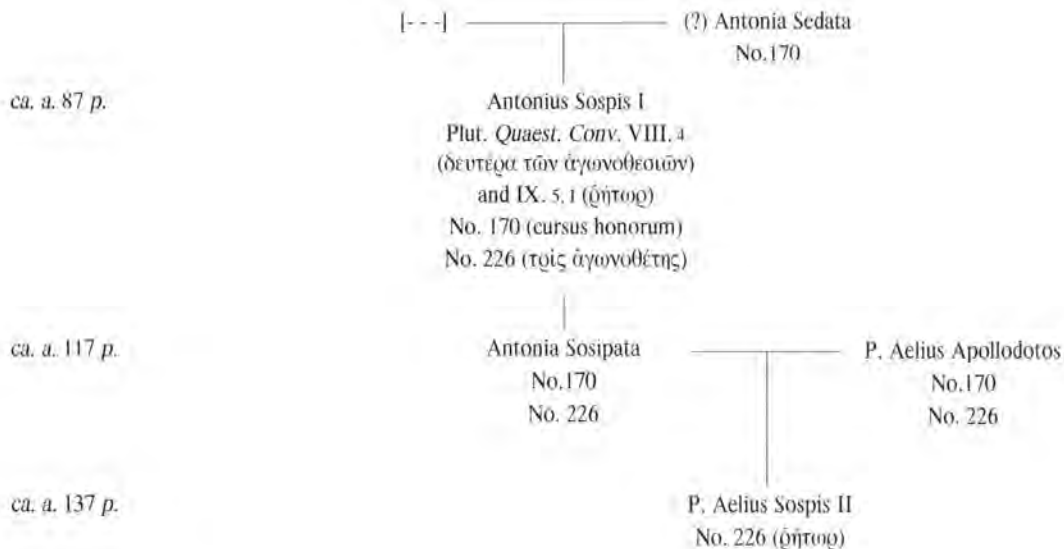 [- - -] (?) Antonia Sedata
No.170
ca. a. 87 p. Antonius Sospis I
Plut. Quaest. Conv. VIII. 4
(δευτέρα τῶν ἀγωνοθεσιῶν)
and IX. 5, 1 (ῥήτωρ)
No. 170 (cursus honorum)
No. 226 (τρὶς ἀγωνοθέτης)
ca. a. 117 p. Antonia Sosipata P. Aelius Apollodotos
No.170 No.170
No. 226 No. 226
ca. a. 137 p. P. Aelius Sospis II
No. 226 (ῥήτωρ)